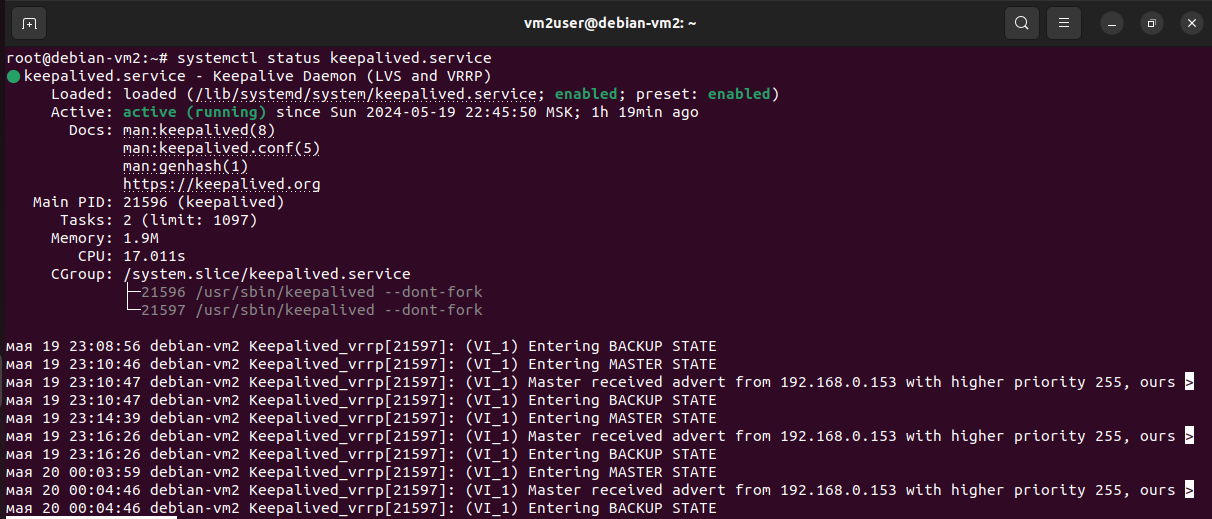 vm2user@debian-vm2: ~
root@debian-vm2:~# systemctl status keepalived.service
● keepalived.service - Keepalive Daemon (LVS and VRRP)
Loaded: loaded (/lib/systemd/system/keepalived.service; enabled; preset: enabled)
Active: active (running) since Sun 2024-05-19 22:45:50 MSK; 1h 19min ago
Docs: man:keepalived(8)
man:keepalived.conf(5)
man:genhash(1)
https://keepalived.org
Main PID: 21596 (keepalived)
Tasks: 2 (limit: 1097)
Memory: 1.9M
CPU: 17.011s
CGroup: /system.slice/keepalived.service
├─21596 /usr/sbin/keepalived --dont-fork
└─21597 /usr/sbin/keepalived --dont-fork
мая 19 23:08:56 debian-vm2 Keepalived_vrrp[21597]: (VI_1) Entering BACKUP STATE
мая 19 23:10:46 debian-vm2 Keepalived_vrrp[21597]: (VI_1) Entering MASTER STATE
мая 19 23:10:47 debian-vm2 Keepalived_vrrp[21597]: (VI_1) Master received advert from 192.168.0.153 with higher priority 255, ours >
мая 19 23:10:47 debian-vm2 Keepalived_vrrp[21597]: (VI_1) Entering BACKUP STATE
мая 19 23:14:39 debian-vm2 Keepalived_vrrp[21597]: (VI_1) Entering MASTER STATE
мая 19 23:16:26 debian-vm2 Keepalived_vrrp[21597]: (VI_1) Master received advert from 192.168.0.153 with higher priority 255, ours >
мая 19 23:16:26 debian-vm2 Keepalived_vrrp[21597]: (VI_1) Entering BACKUP STATE
мая 20 00:03:59 debian-vm2 Keepalived_vrrp[21597]: (VI_1) Entering MASTER STATE
мая 20 00:04:46 debian-vm2 Keepalived_vrrp[21597]: (VI_1) Master received advert from 192.168.0.153 with higher priority 255, ours >
мая 20 00:04:46 debian-vm2 Keepalived_vrrp[21597]: (VI_1) Entering BACKUP STATE